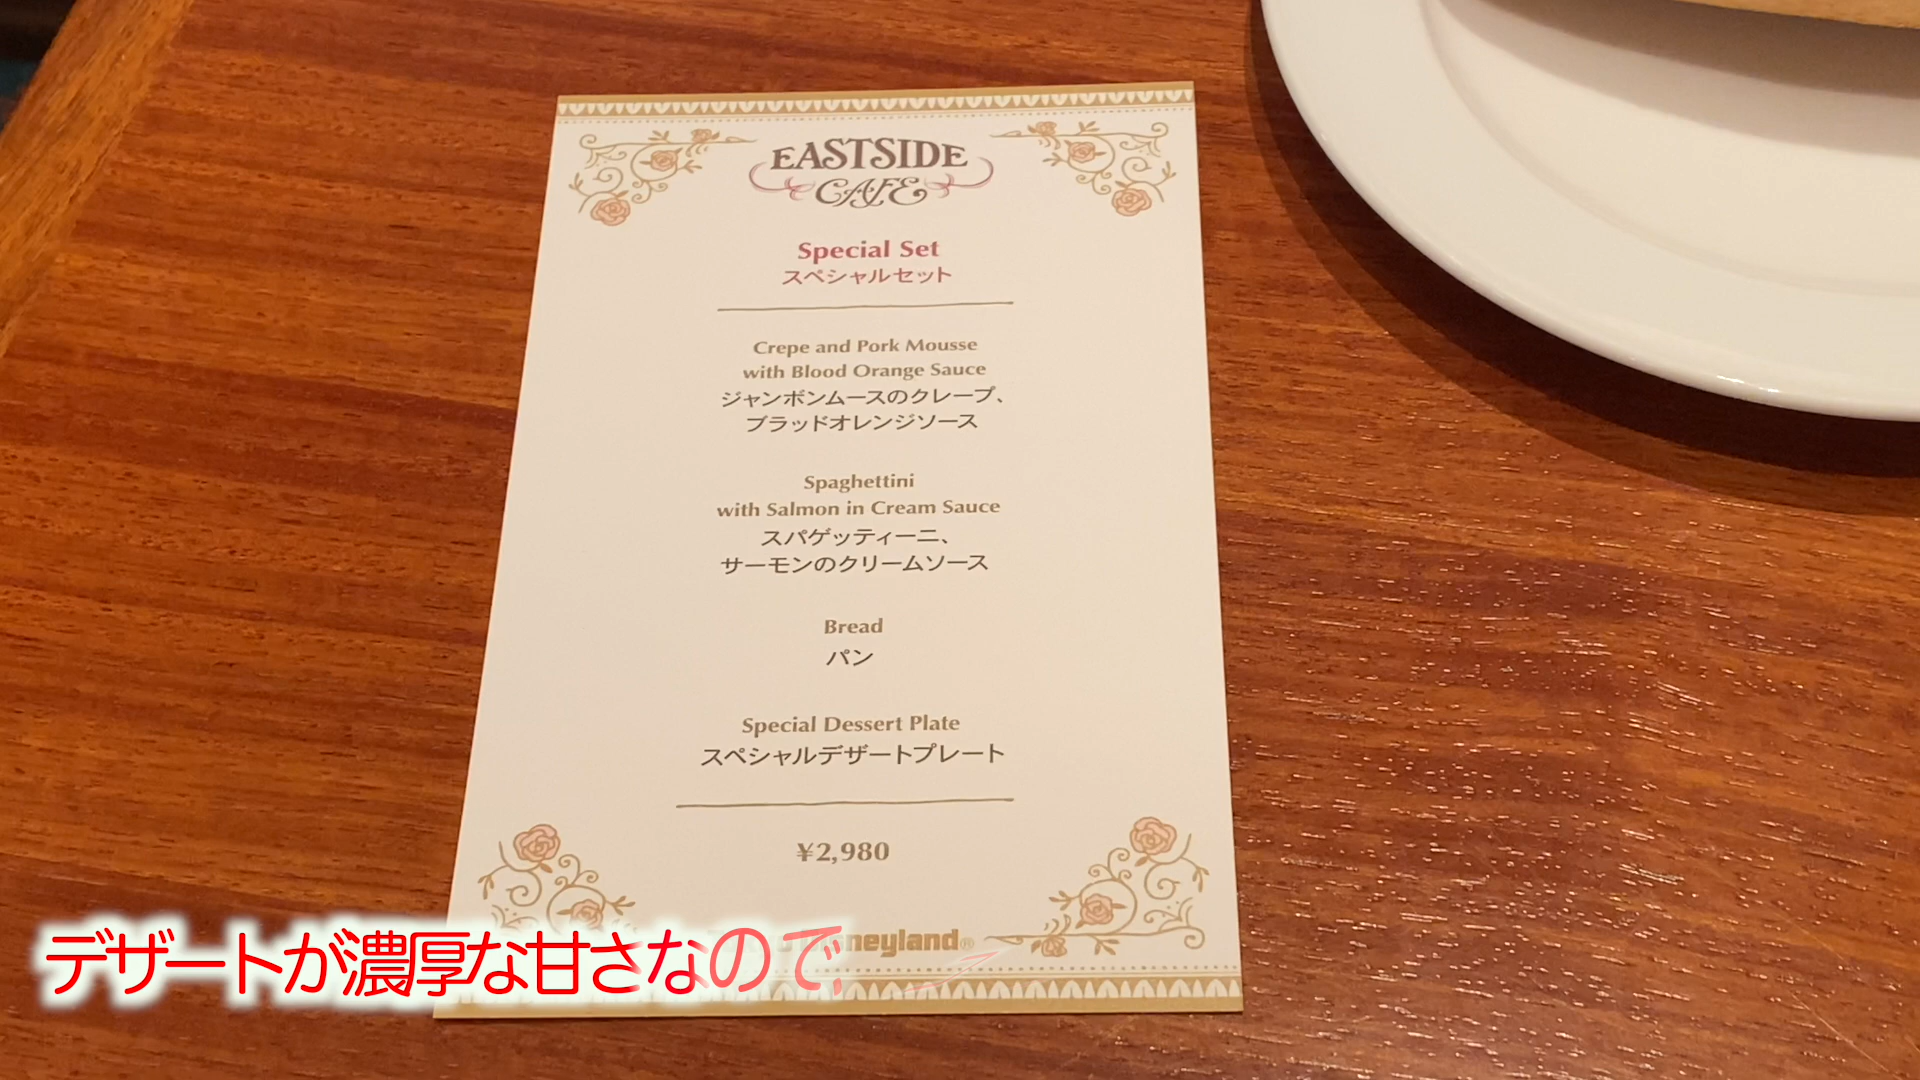 EASTSIDE
CAFE
Special Set
スペシャルセット
Crepe and Pork Mousse
with Blood Orange Sauce
ジャンボンムースのクレープ、
ブラッドオレンジソース
Spaghettini
with Salmon in Cream Sauce
スパゲッティーニ、
サーモンのクリームソース
Bread
パン
Special Dessert Plate
スペシャルデザートプレート
¥2,980
デザートが濃厚な甘さなので、